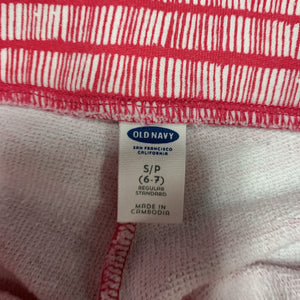 OLD NAVY
SAN FRANCISCO
CALIFORNIA
S/P
(6-7)
REGULAR
STANDARD
MADE IN
CAMBODIA